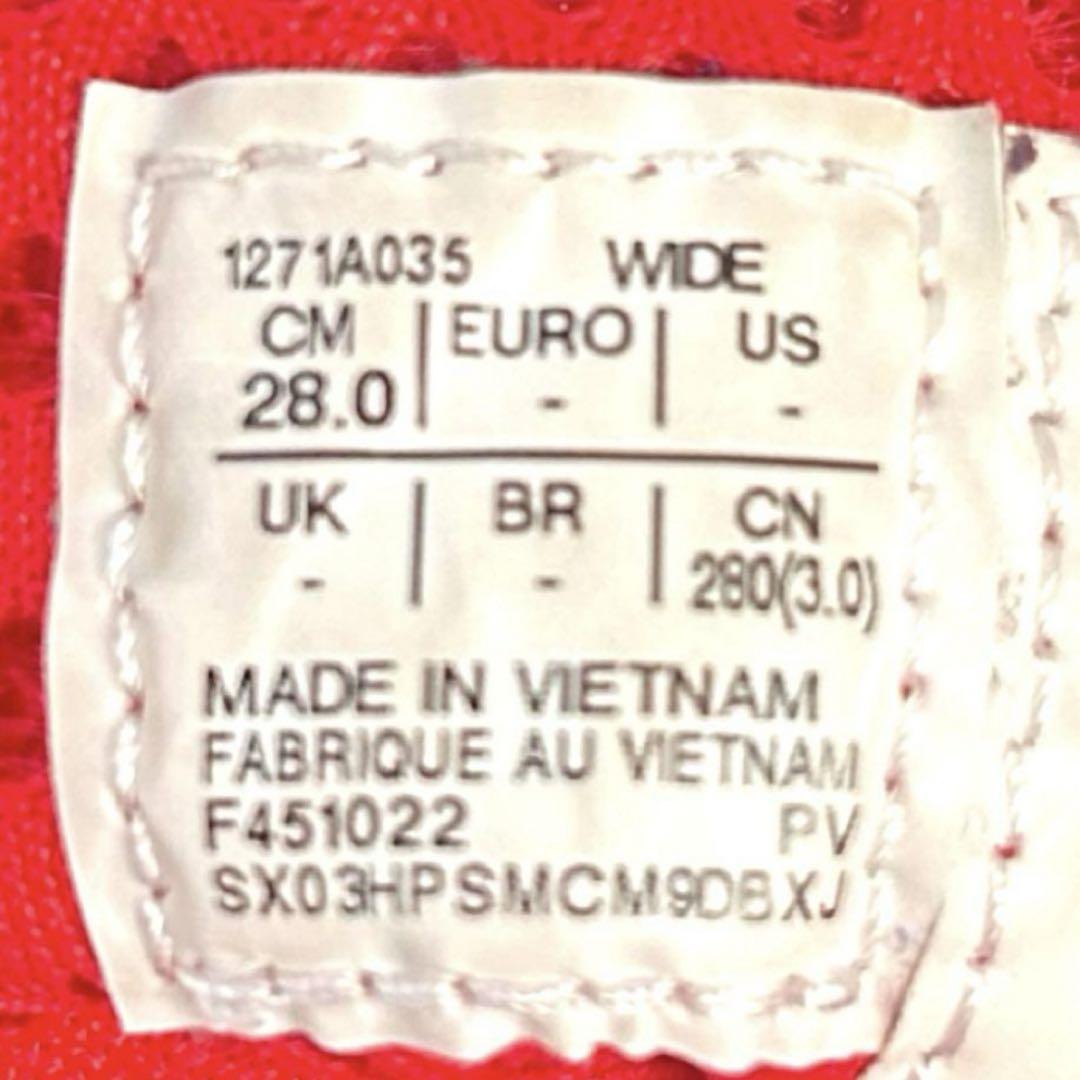 1271A035 WIDE
CM EURO US
28.0 - -
UK BR CN
- - 280(3.0)
MADE IN VIETNAM
FABRIQUE AU VIETNAM
F451022 PV
SX03HPSMCM9DBXJ